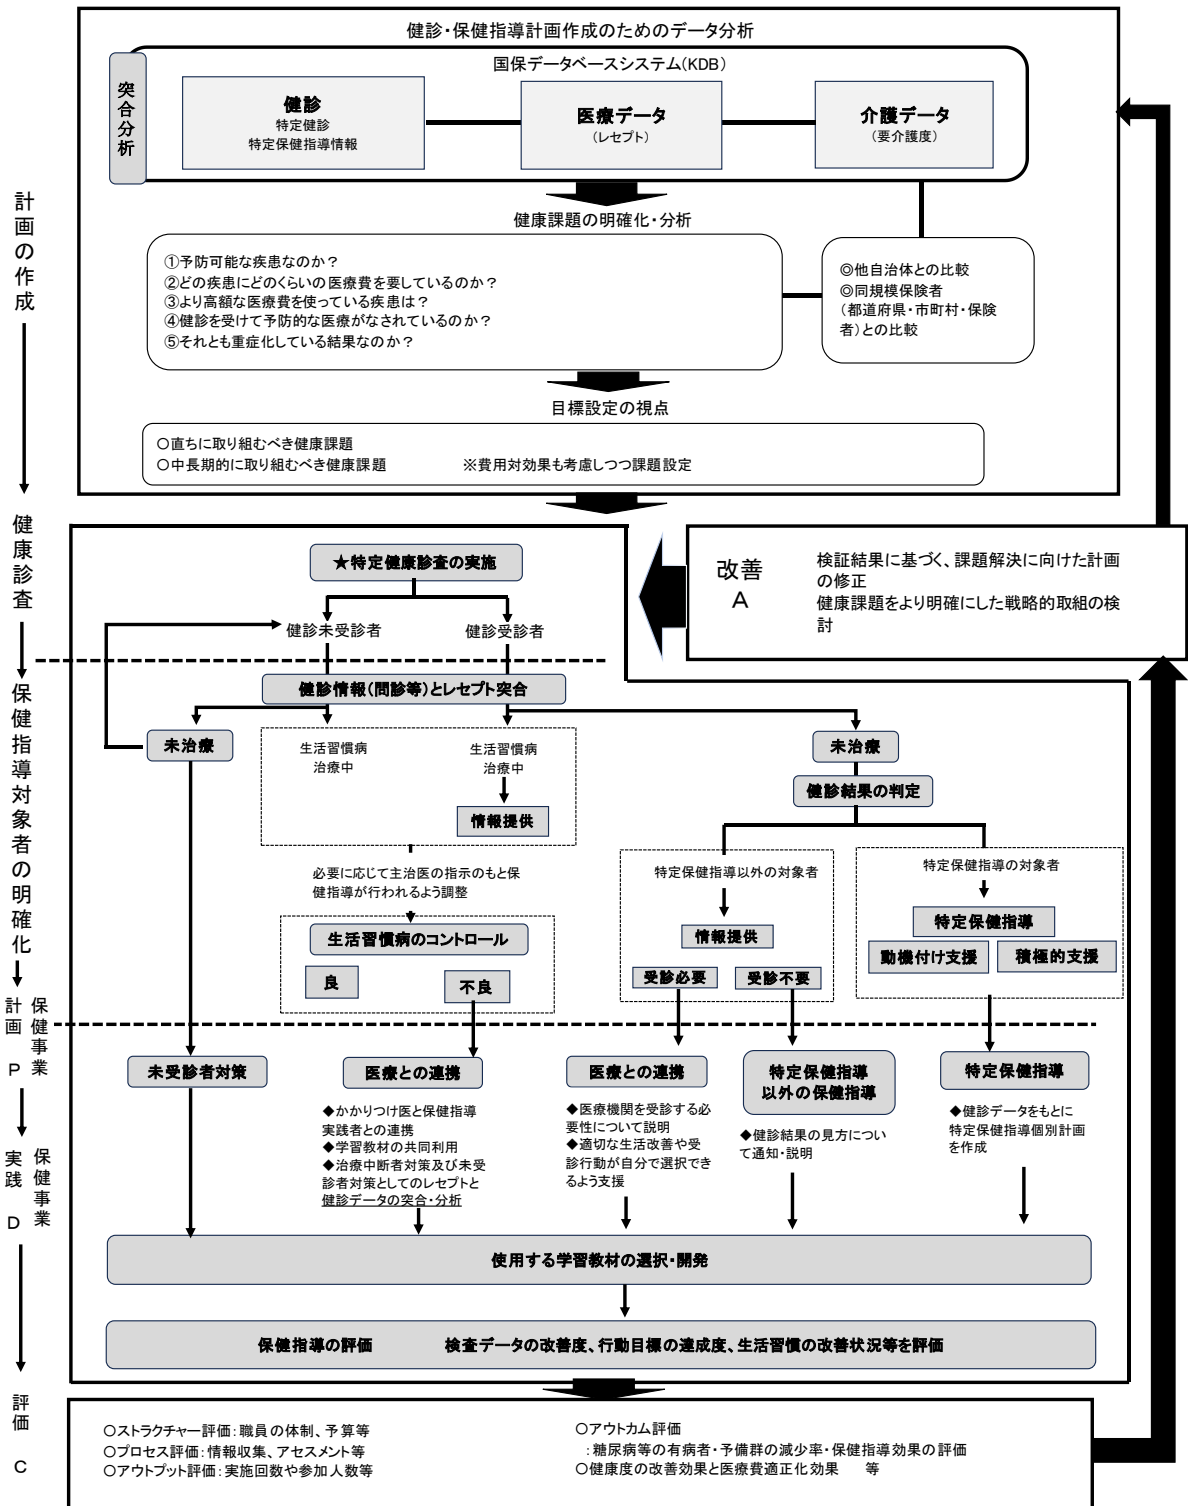 健診・保健指導計画作成のためのデータ分析
国保データベースシステム(KDB)
突合分析
健診
特定健診
特定保健指導情報
医療データ
(レセプト)
介護データ
(要介護度)
健康課題の明確化・分析
①予防可能な疾患なのか？
②どの疾患にどのくらいの医療費を要しているのか？
③より高額な医療費を使っている疾患は？
④健診を受けて予防的な医療がなされているのか？
⑤それとも重症化している結果なのか？
◎他自治体との比較
◎同規模保険者
(都道府県・市町村・保険
者)との比較
目標設定の視点
○直ちに取り組むべき健康課題
○中長期的に取り組むべき健康課題　※費用対効果も考慮しつつ課題設定
計画の作成
健康診査
保健指導対象者の明確化
保健事業
計画 P
保健事業
実践 D
評価 C
改善
A
検証結果に基づく、課題解決に向けた計画
の修正
健康課題をより明確にした戦略的取組の検
討
★特定健康診査の実施
健診未受診者
健診受診者
健診情報(問診等)とレセプト突合
未治療
生活習慣病
治療中
生活習慣病
治療中
情報提供
未治療
健診結果の判定
必要に応じて主治医の指示のもと保
健指導が行われるよう調整
生活習慣病のコントロール
良
不良
特定保健指導以外の対象者
情報提供
受診必要
受診不要
特定保健指導の対象者
特定保健指導
動機付け支援
積極的支援
未受診者対策
医療との連携
◆かかりつけ医と保健指導
実践者との連携
◆学習教材の共同利用
◆治療中断者対策及び未受
診者対策としてのレセプトと
健診データの突合・分析
医療との連携
◆医療機関を受診する必
要性について説明
◆適切な生活改善や受
診行動が自分で選択でき
るよう支援
特定保健指導
以外の保健指導
◆健診結果の見方につい
て通知・説明
特定保健指導
◆健診データをもとに
特定保健指導個別計画
を作成
使用する学習教材の選択・開発
保健指導の評価　検査データの改善度、行動目標の達成度、生活習慣の改善状況等を評価
○ストラクチャー評価：職員の体制、予算等
○プロセス評価：情報収集、アセスメント等
○アウトプット評価：実施回数や参加人数等
○アウトカム評価
：糖尿病等の有病者・予備群の減少率・保健指導効果の評価
○健康度の改善効果と医療費適正化効果　等